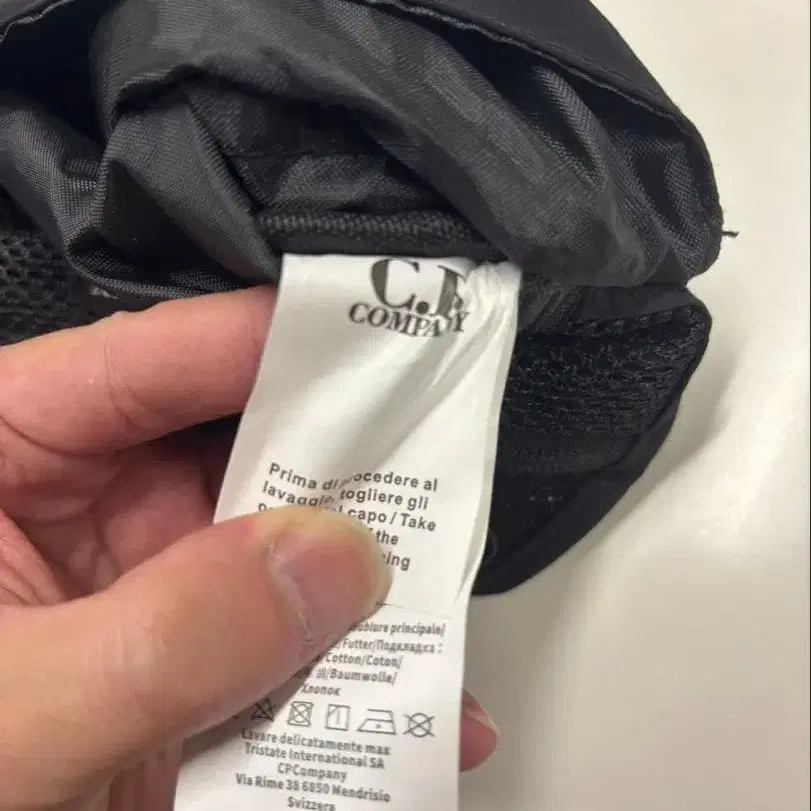 C.P.
COMPANY
Prima di procedere al
lavaggio, togliere gli
capo / Take
the
principale/
/Futter/Подкладка :
Cotton/Coton/
/Baumwolle/
Хлопок
Lavare delicatamente max
Tristate International SA
CPCompany
Via Rime 38 6850 Mendrisio
Svizzera